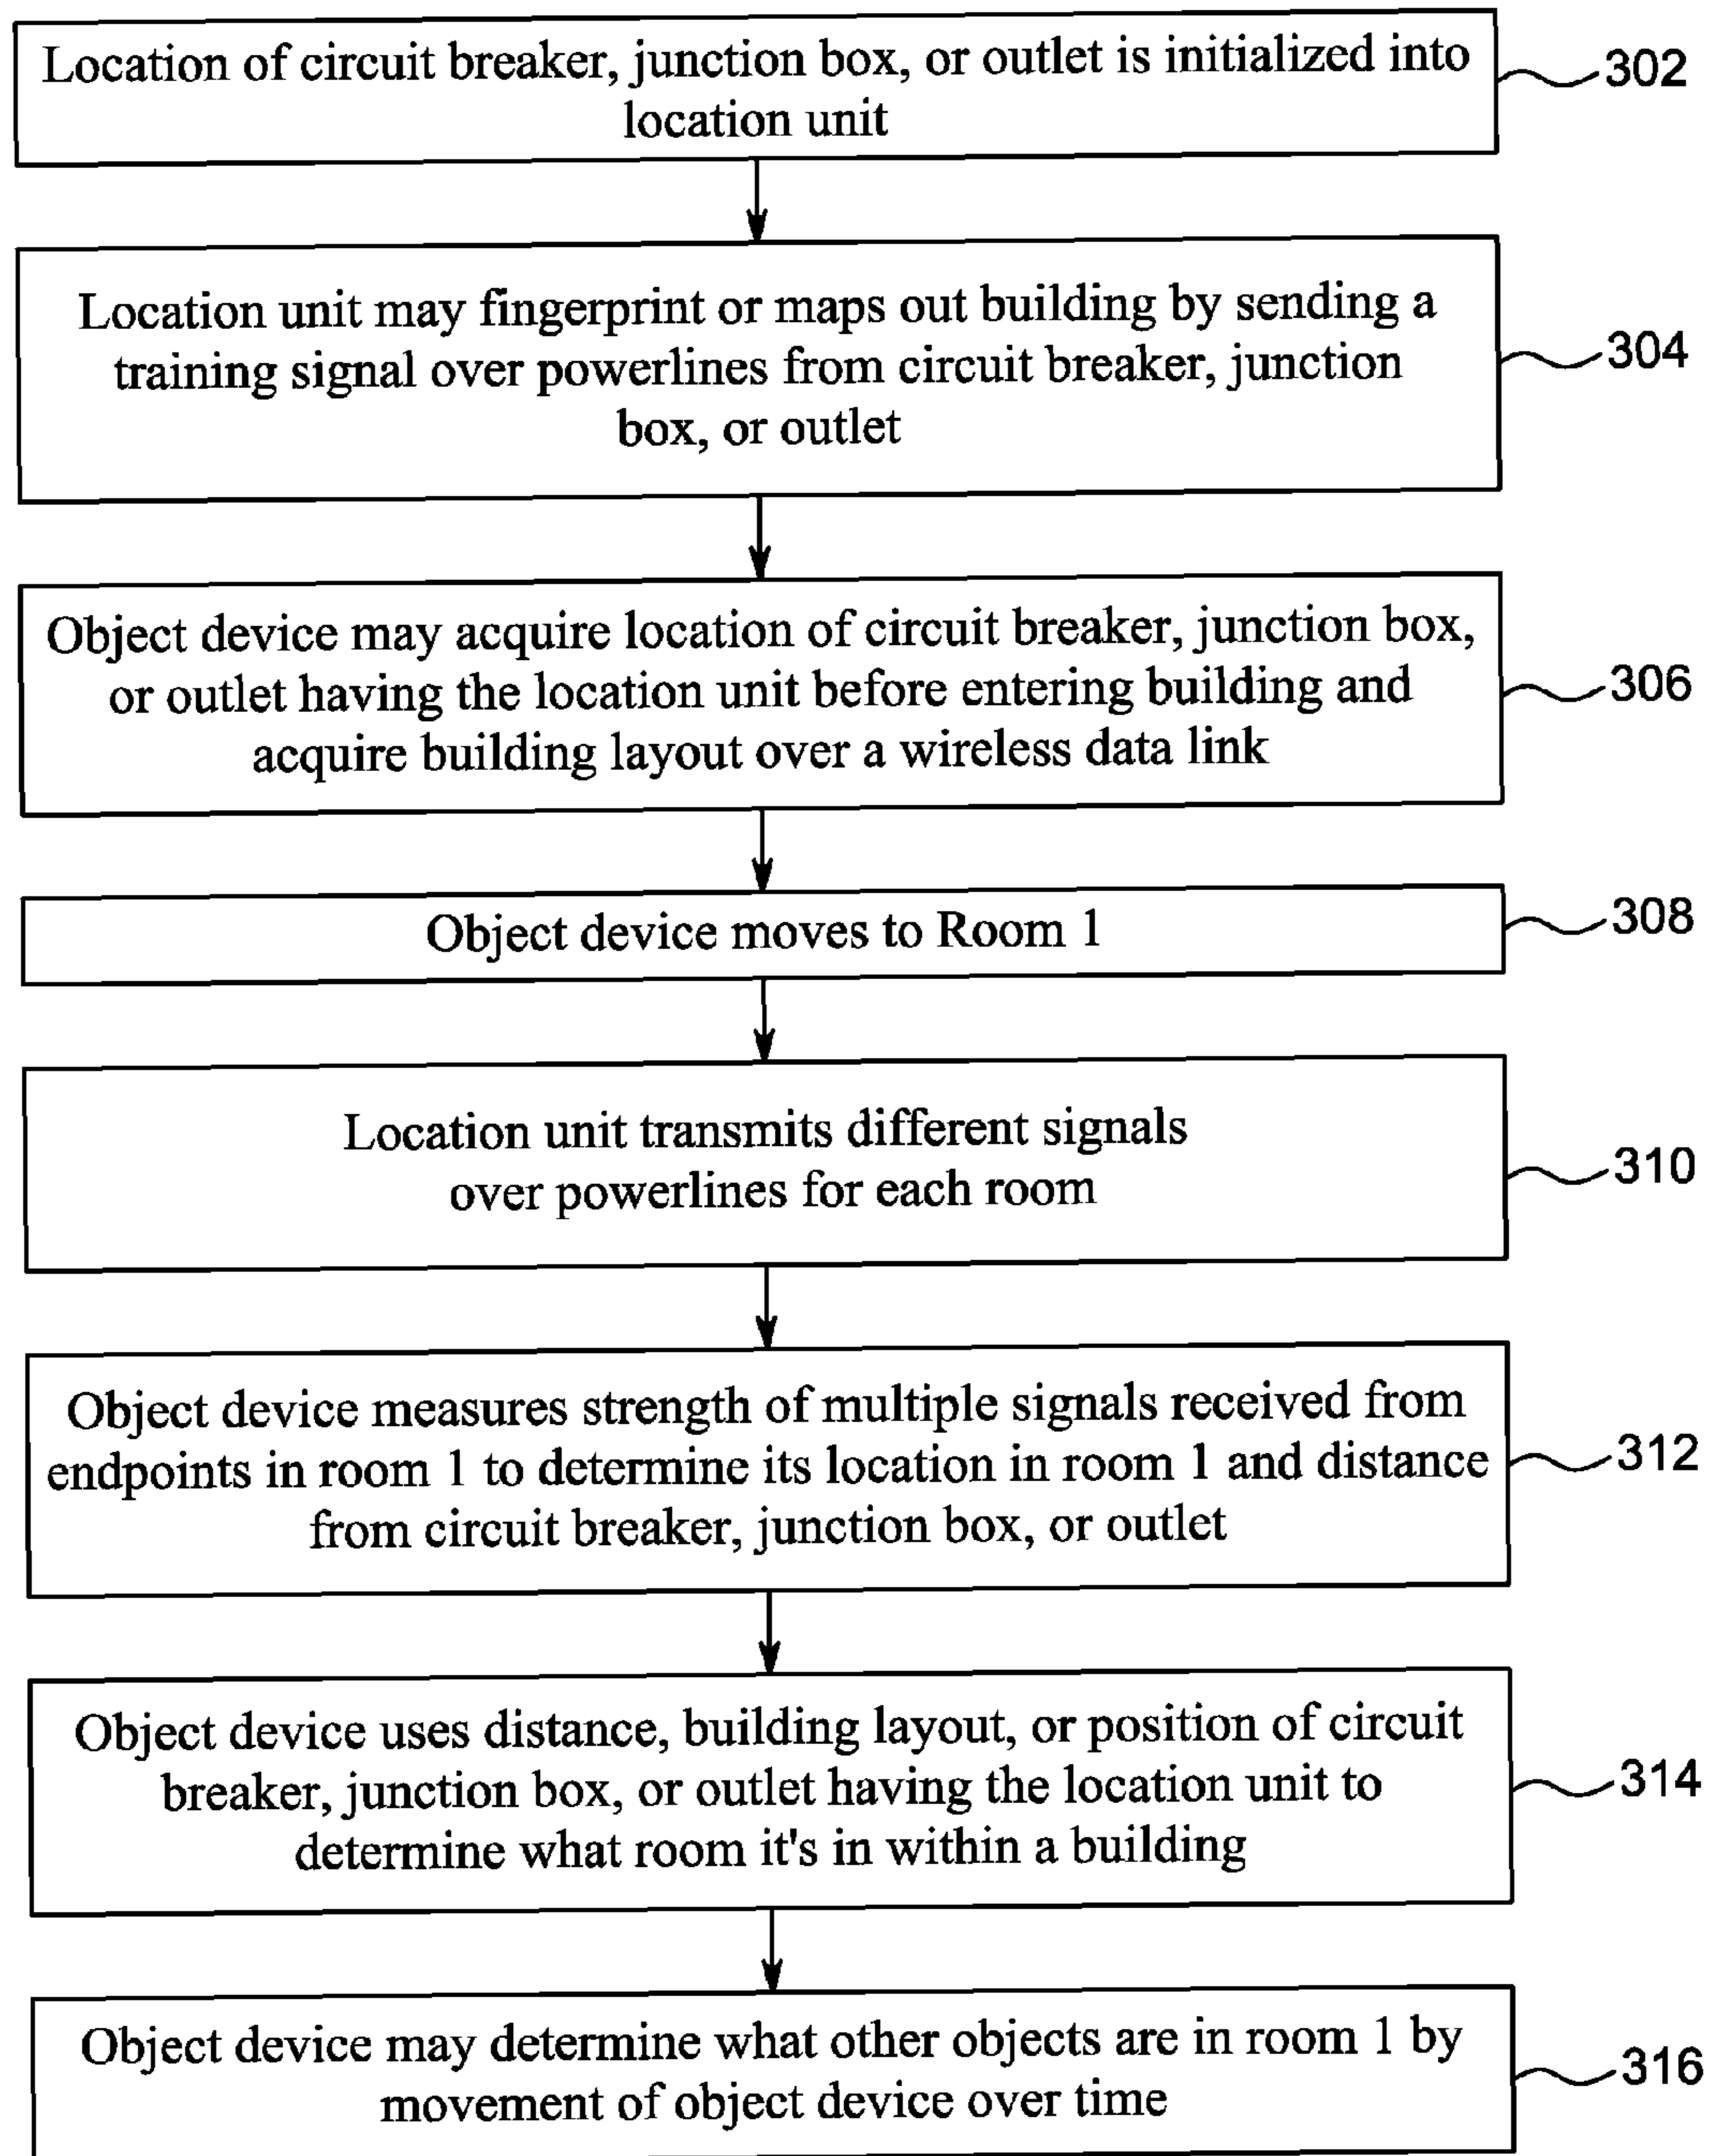 Location of circuit breaker, junction box, or outlet is initialized into
location unit
302
Location unit may fingerprint or maps out building by sending a
training signal over powerlines from circuit breaker, junction
box, or outlet
304
Object device may acquire location of circuit breaker, junction box,
or outlet having the location unit before entering building and
acquire building layout over a wireless data link
306
Object device moves to Room 1
308
Location unit transmits different signals
over powerlines for each room
310
Object device measures strength of multiple signals received from
endpoints in room 1 to determine its location in room 1 and distance
from circuit breaker, junction box, or outlet
312
Object device uses distance, building layout, or position of circuit
breaker, junction box, or outlet having the location unit to
determine what room it's in within a building
314
Object device may determine what other objects are in room 1 by
movement of object device over time
316